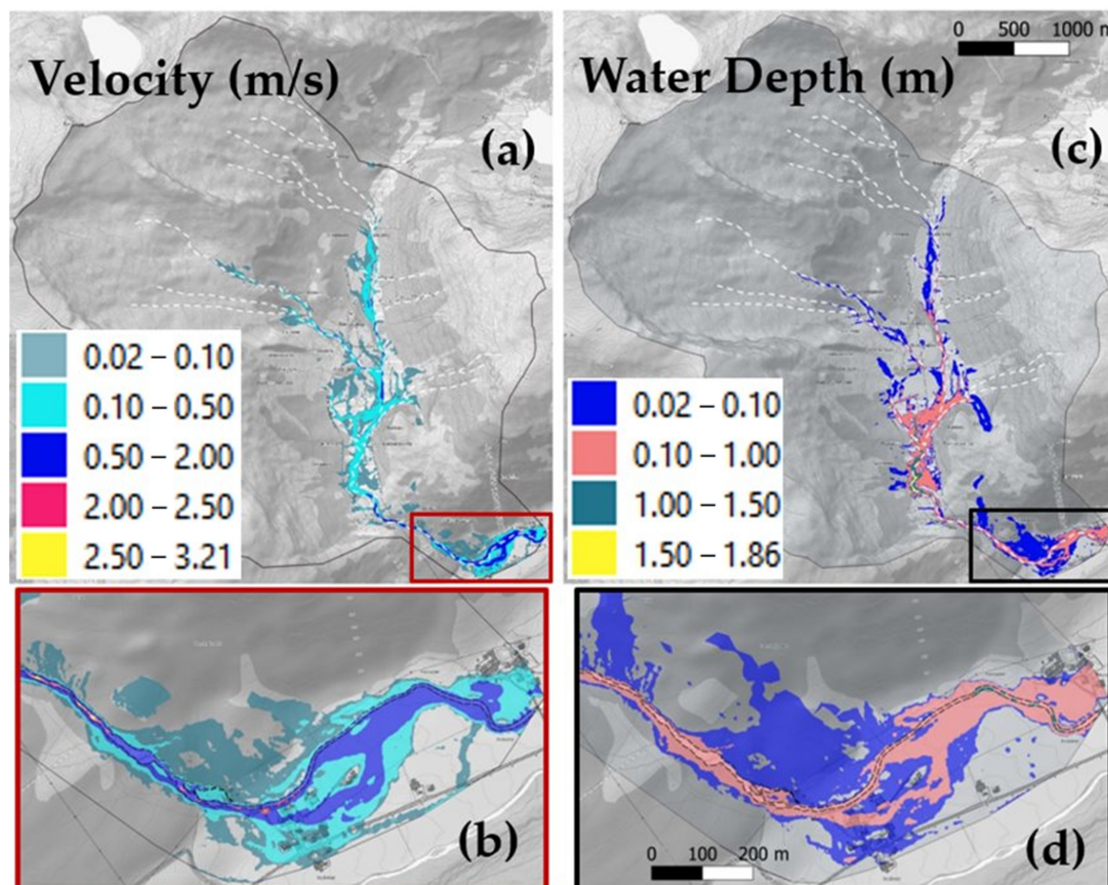 Velocity (m/s)
(a)
0.02 – 0.10
0.10 – 0.50
0.50 – 2.00
2.00 – 2.50
2.50 – 3.21
0 500 1000 m
Water Depth (m)
(c)
0.02 – 0.10
0.10 – 1.00
1.00 – 1.50
1.50 – 1.86
(b)
0 100 200 m
(d)